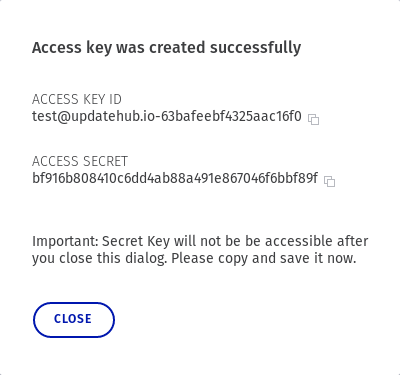 Access key was created successfully
ACCESS KEY ID
test@updatehub.io-63bafeebf4325aac16f0
ACCESS SECRET
bf916b808410c6dd4ab88a491e867046f6bbf89f
Important: Secret Key will not be be accessible after
you close this dialog. Please copy and save it now.
CLOSE